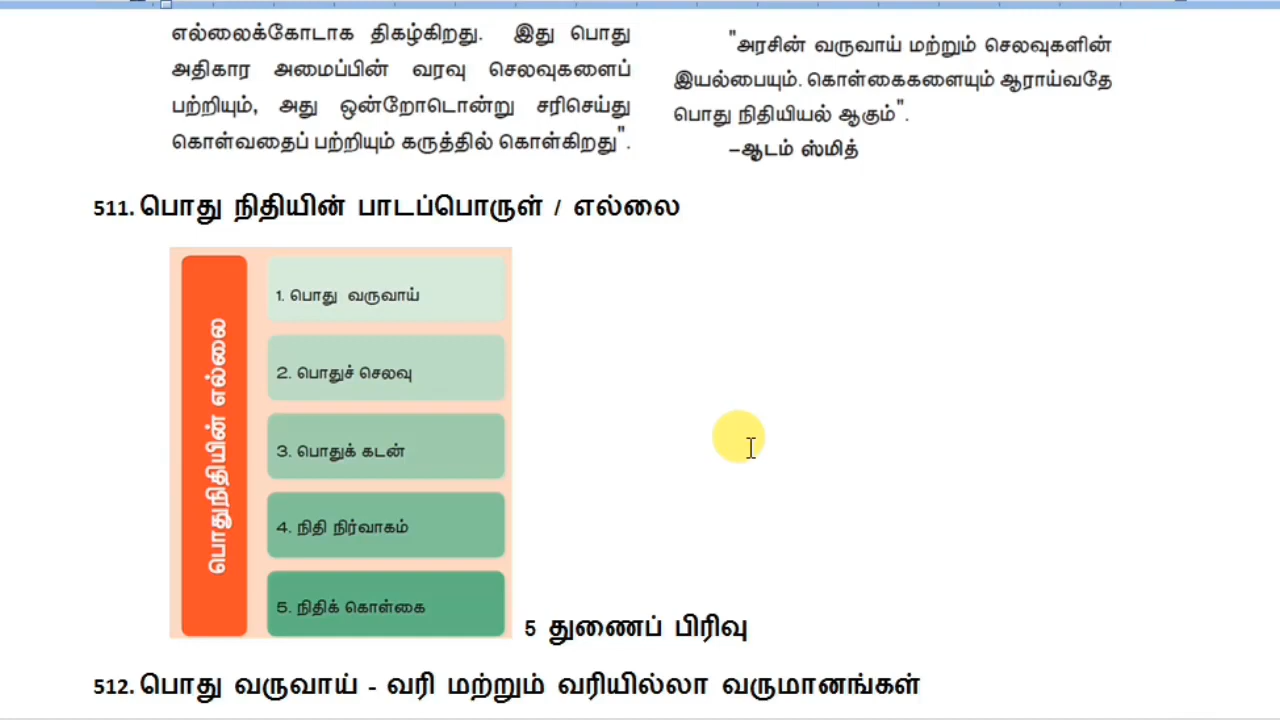 எல்லைக்கோடாக திகழ்கிறது. இது பொது
அதிகார அமைப்பின் வரவு செலவுகளைப்
பற்றியும், அது ஒன்றோடொன்று சரிசெய்து
கொள்வதைப் பற்றியும் கருத்தில் கொள்கிறது".
"அரசின் வருவாய் மற்றும் செலவுகளின்
இயல்பையும். கொள்கைகளையும் ஆராய்வதே
பொது நிதியியல் ஆகும்".
–ஆடம் ஸ்மித்
511. பொது நிதியின் பாடப்பொருள் / எல்லை
பொதுநிதியின் எல்லை
1. பொது வருவாய்
2. பொதுச் செலவு
3. பொதுக் கடன்
4. நிதி நிர்வாகம்
5. நிதிக் கொள்கை
5 துணைப் பிரிவு
512. பொது வருவாய் - வரி மற்றும் வரியில்லா வருமானங்கள்